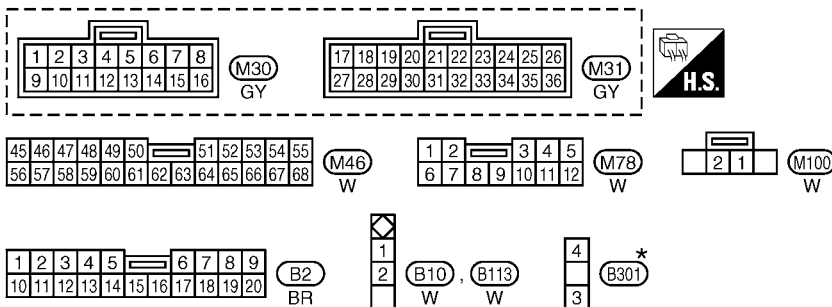 1 2 3 4 5 6 7 8
9 10 11 12 13 14 15 16
M30
GY
17 18 19 20 21 22 23 24 25 26
27 28 29 30 31 32 33 34 35 36
M31
GY
H.S.
45 46 47 48 49 50 51 52 53 54 55
56 57 58 59 60 61 62 63 64 65 66 67 68
M46
W
1 2 3 4 5
6 7 8 9 10 11 12
M78
W
2 1
M100
W
1 2 3 4 5 6 7 8 9
10 11 12 13 14 15 16 17 18 19 20
B2
BR
1
2
B10 , B113
W W
4
3
B301 *